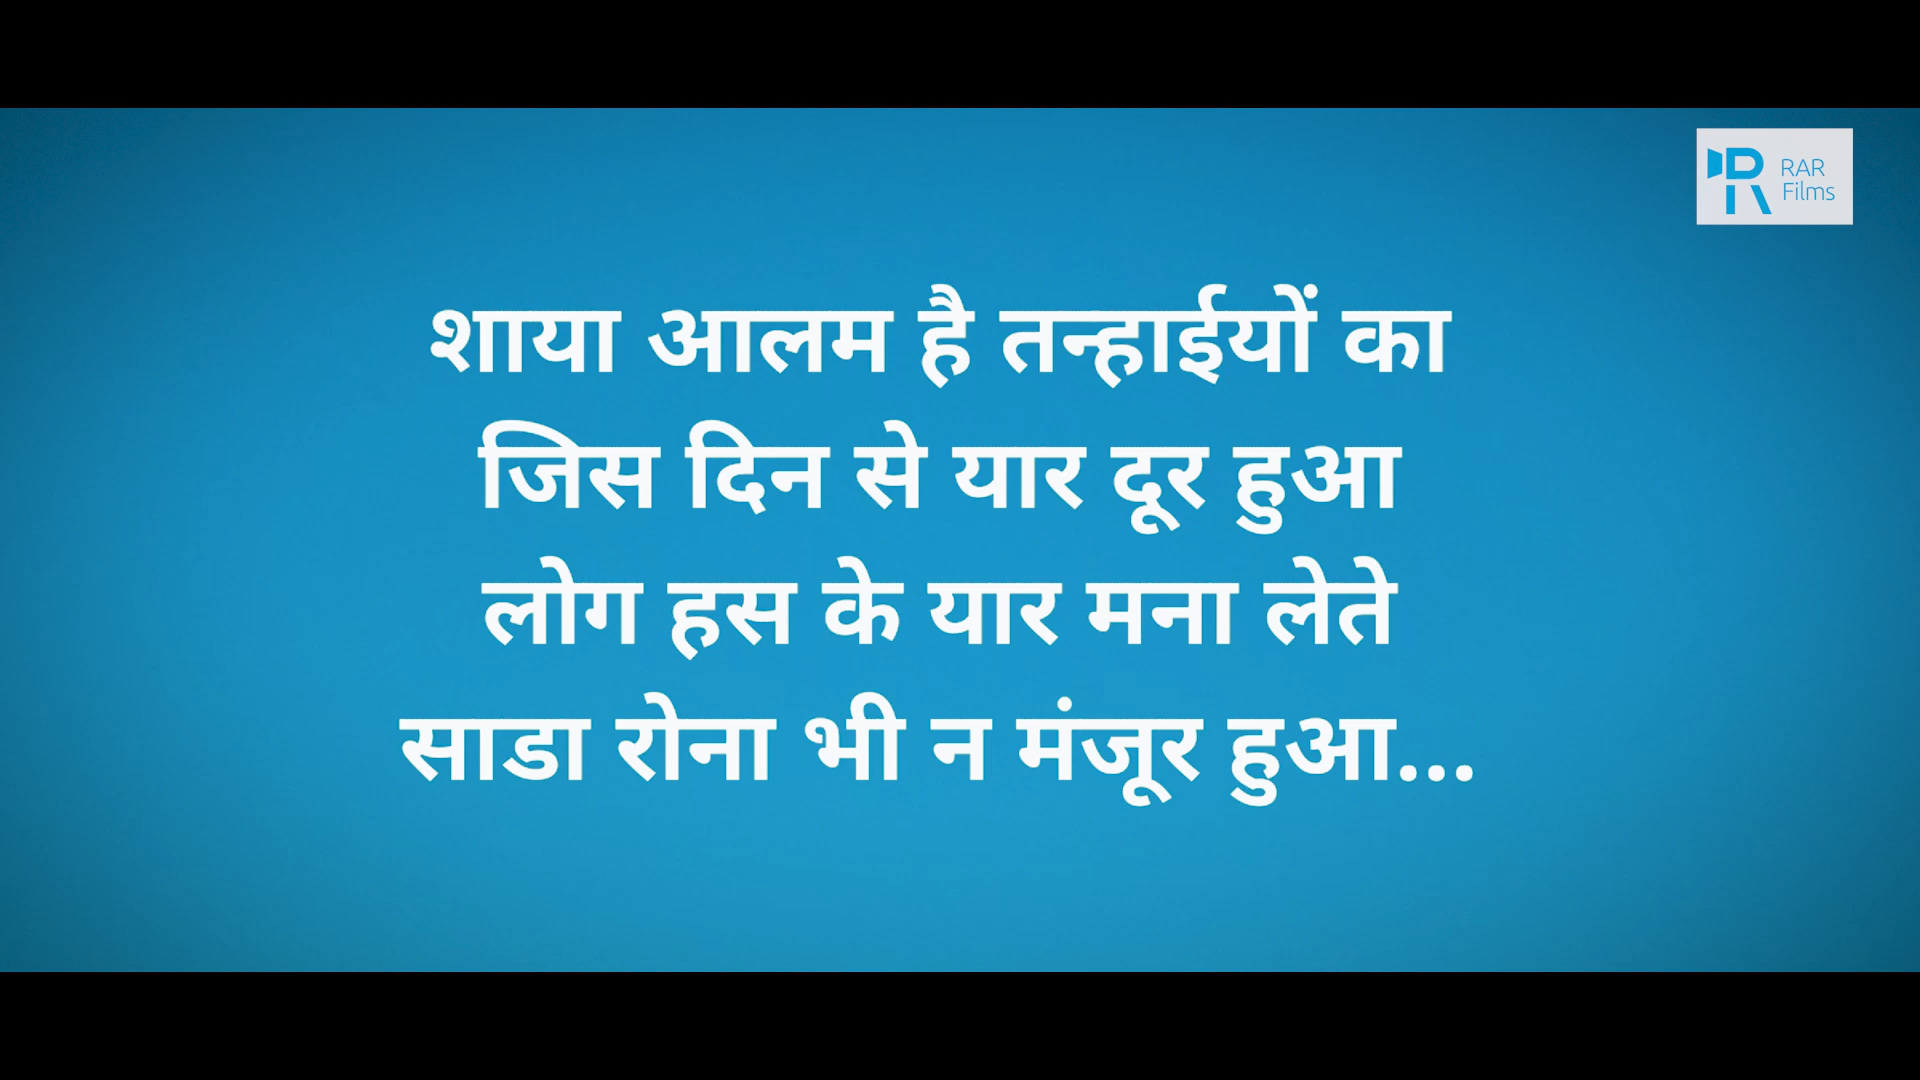 RAR
Films
शाया आलम है तन्हाईयों का
जिस दिन से यार दूर हुआ
लोग हस के यार मना लेते
साडा रोना भी न मंजूर हुआ...